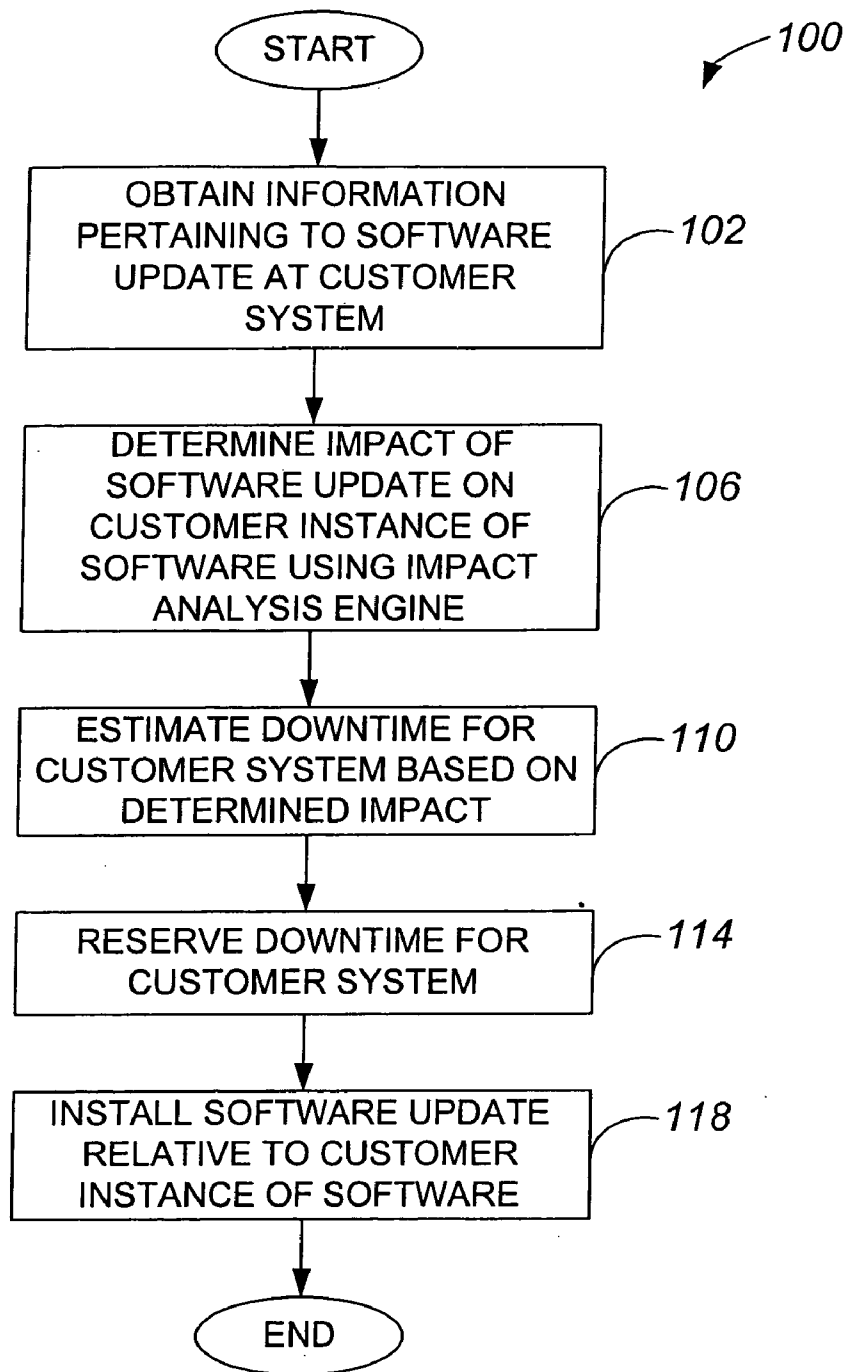 START
100
OBTAIN INFORMATION
PERTAINING TO SOFTWARE
UPDATE AT CUSTOMER
SYSTEM
102
DETERMINE IMPACT OF
SOFTWARE UPDATE ON
CUSTOMER INSTANCE OF
SOFTWARE USING IMPACT
ANALYSIS ENGINE
106
ESTIMATE DOWNTIME FOR
CUSTOMER SYSTEM BASED ON
DETERMINED IMPACT
110
RESERVE DOWNTIME FOR
CUSTOMER SYSTEM
114
INSTALL SOFTWARE UPDATE
RELATIVE TO CUSTOMER
INSTANCE OF SOFTWARE
118
END